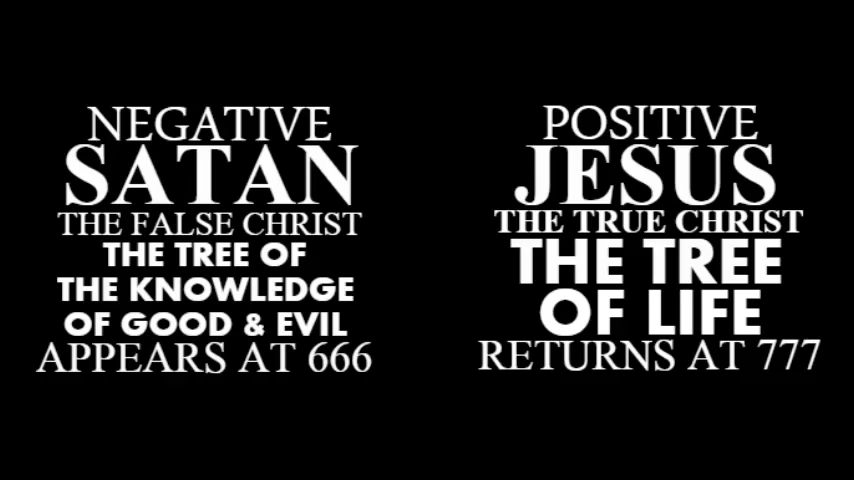 NEGATIVE
SATAN
THE FALSE CHRIST
THE TREE OF
THE KNOWLEDGE
OF GOOD & EVIL
APPEARS AT 666
POSITIVE
JESUS
THE TRUE CHRIST
THE TREE
OF LIFE
RETURNS AT 777